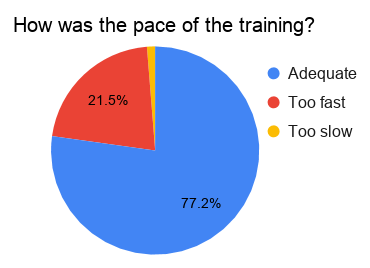 How was the pace of the training?
Adequate
Too fast
Too slow
21.5%
77.2%